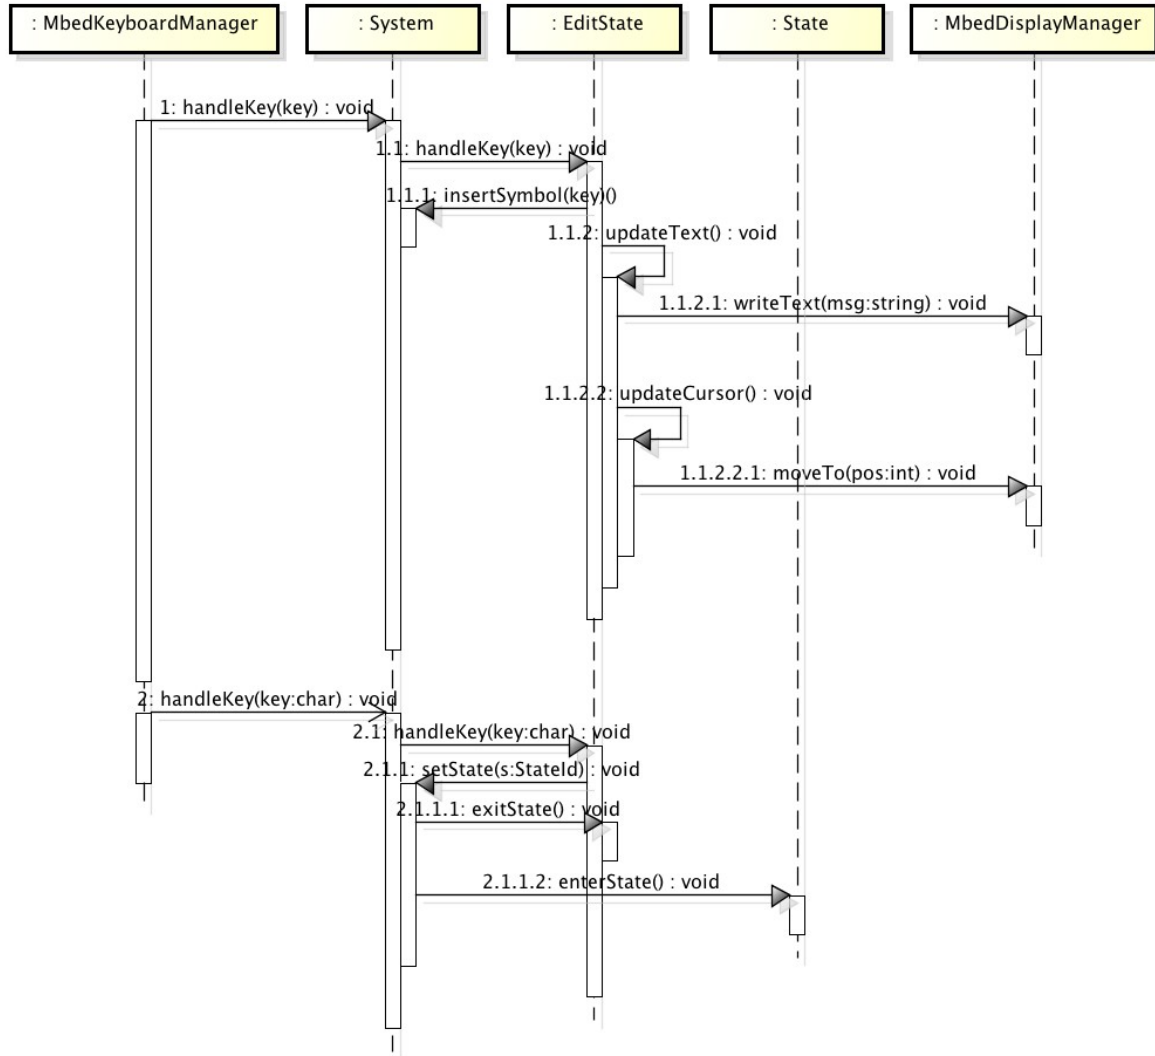 : MbedKeyboardManager
: System
: EditState
: State
: MbedDisplayManager
1: handleKey(key) : void
1.1: handleKey(key) : void
1.1.1: insertSymbol(key)()
1.1.2: updateText() : void
1.1.2.1: writeText(msg:string) : void
1.1.2.2: updateCursor() : void
1.1.2.2.1: moveTo(pos:int) : void
2: handleKey(key:char) : void
2.1: handleKey(key:char) : void
2.1.1: setState(s:StateId) : void
2.1.1.1: exitState() : void
2.1.1.2: enterState() : void